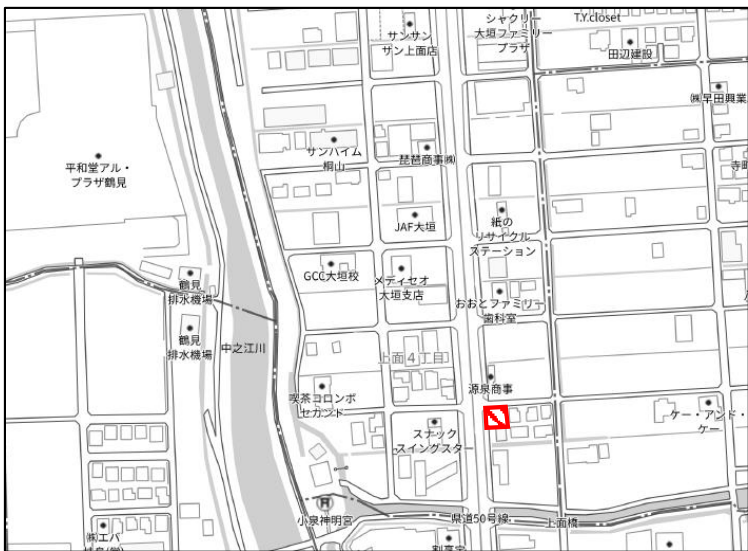 シャクリー
大垣ファミリー
プラザ
T.Y.closet
サンサン
サン上面店
田辺建設
㈱早田興業
平和堂アル・
プラザ鶴見
サンハイム
桐山
琵琶商事㈱
寺町
JAF大垣
紙の
リサイクル
ステーション
GCC大垣校
メディセオ
大垣支店
鶴見
排水機場
おおとファミリー
歯科室
鶴見
排水機場
中之江川
上面4丁目
源泉商事
喫茶コロンボ
セカンド
スナック
スイングスター
ケー・アンド・
ケー
小泉神明宮
県道50号線
上面橋
㈱エバ